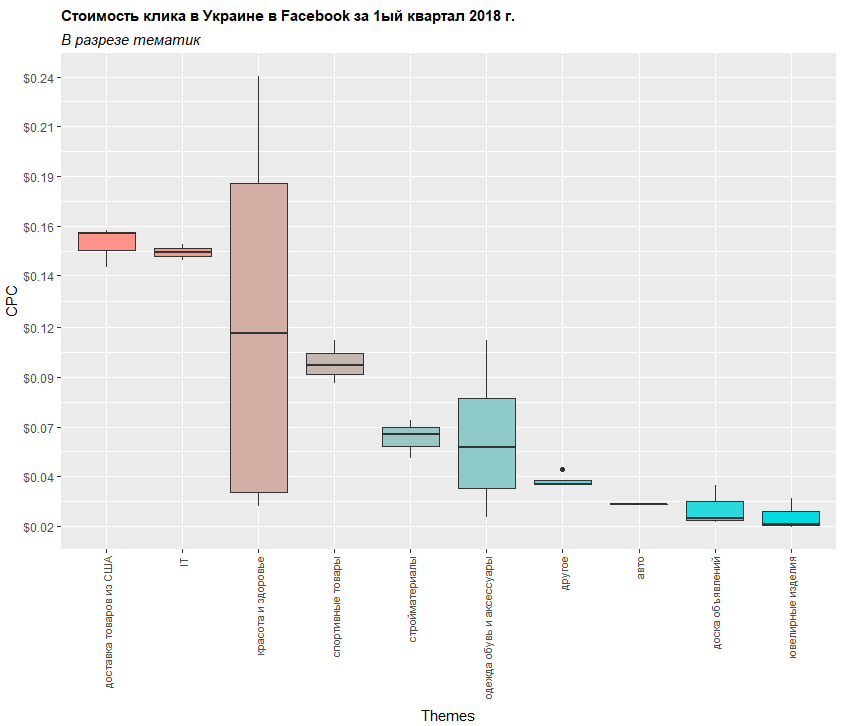 Стоимость клика в Украине в Facebook за 1ый квартал 2018 г.
В разрезе тематик
$0.24
$0.21
$0.19
$0.16
$0.14
$0.12
$0.09
$0.07
$0.04
$0.02
CPC
доставка товаров из США
IT
красота и здоровье
спортивные товары
стройматериалы
одежда обувь и аксессуары
другое
авто
доска объявлений
ювелирные изделия
Themes